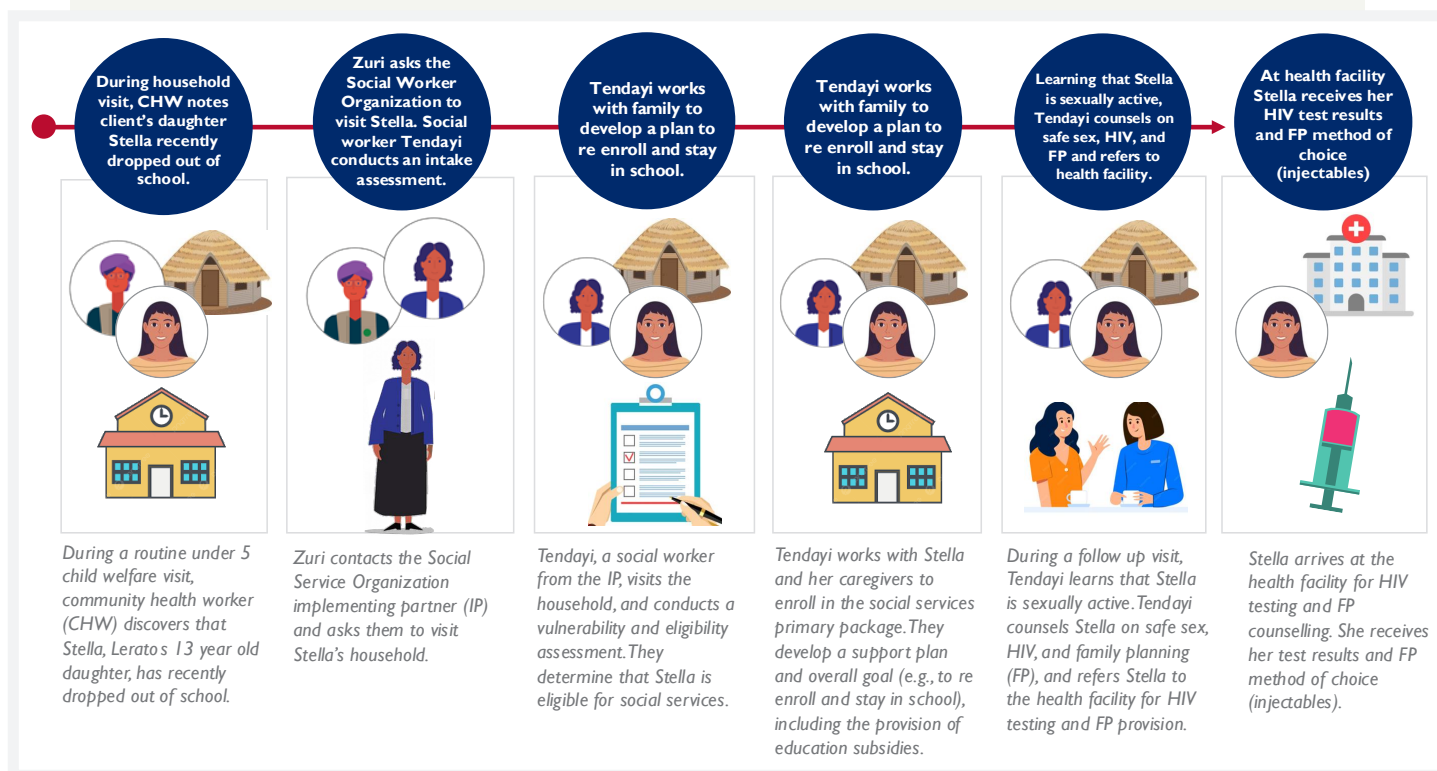 During household
visit, CHW notes
client's daughter
Stella recently
dropped out of
school.
Zuri asks the
Social Worker
Organization to
visit Stella. Social
worker Tendayi
conducts an intake
assessment.
Tendayi works
with family to
develop a plan to
re enroll and stay
in school.
Tendayi works
with family to
develop a plan to
re enroll and stay
in school.
Learning that Stella
is sexually active,
Tendayi counsels on
safe sex, HIV, and
FP and refers to
health facility.
At health facility
Stella receives her
HIV test results
and FP method of
choice
(injectables)
During a routine under 5
child welfare visit,
community health worker
(CHW) discovers that
Stella, Lerato s 13 year old
daughter, has recently
dropped out of school.
Zuri contacts the Social
Service Organization
implementing partner (IP)
and asks them to visit
Stella's household.
Tendayi, a social worker
from the IP, visits the
household, and conducts a
vulnerability and eligibility
assessment. They
determine that Stella is
eligible for social services.
Tendayi works with Stella
and her caregivers to
enroll in the social services
primary package. They
develop a support plan
and overall goal (e.g., to re
enroll and stay in school),
including the provision of
education subsidies.
During a follow up visit,
Tendayi learns that Stella
is sexually active. Tendayi
counsels Stella on safe sex,
HIV, and family planning
(FP), and refers Stella to
the health facility for HIV
testing and FP provision.
Stella arrives at the
health facility for HIV
testing and FP
counselling. She receives
her test results and FP
method of choice
(injectables).